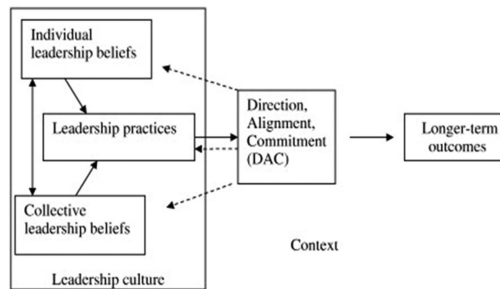 Individual
leadership beliefs
Leadership practices
Collective
leadership beliefs
Leadership culture
Direction,
Alignment,
Commitment
(DAC)
Longer-term
outcomes
Context